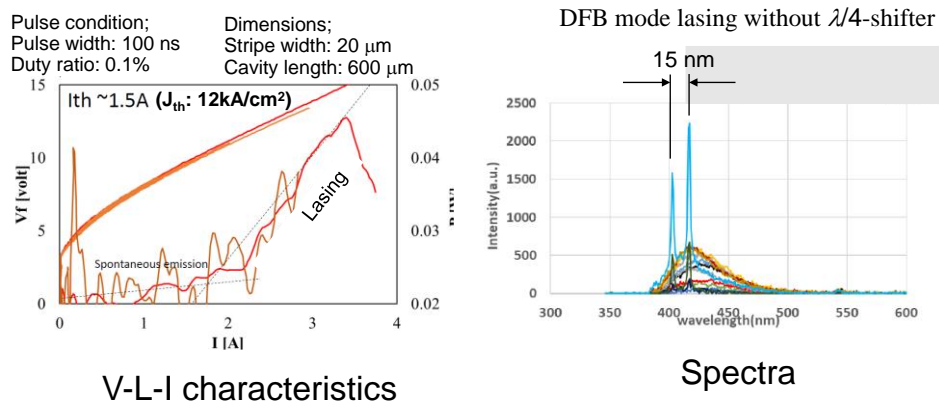 Pulse condition;
Pulse width: 100 ns
Duty ratio: 0.1%
Dimensions;
Stripe width: 20 μm
Cavity length: 600 μm
15
10
5
0
Vf [volt]
Ith ~1.5A (Jth: 12kA/cm²)
Spontaneous emission
Lasing
0.05
0.04
0.03
0.02
0
1
2
3
4
I [A]
V-L-I characteristics
DFB mode lasing without λ/4-shifter
15 nm
2500
2000
1500
1000
500
0
Intensity(a.u.)
300
350
400
450
500
550
600
wavelength(nm)
Spectra